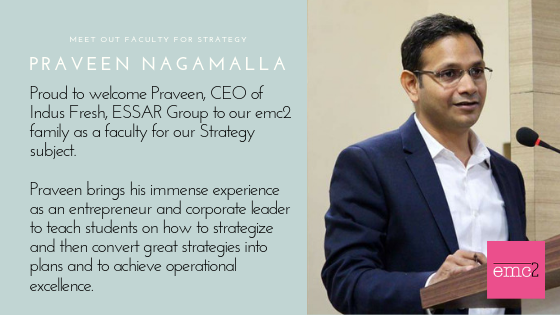 MEET OUT FACULTY FOR STRATEGY
PRAVEEN NAGAMALLA
Proud to welcome Praveen, CEO of
Indus Fresh, ESSAR Group to our emc2
family as a faculty for our Strategy
subject.
Praveen brings his immense experience
as an entrepreneur and corporate leader
to teach students on how to strategize
and then convert great strategies into
plans and to achieve operational
excellence.
emc2